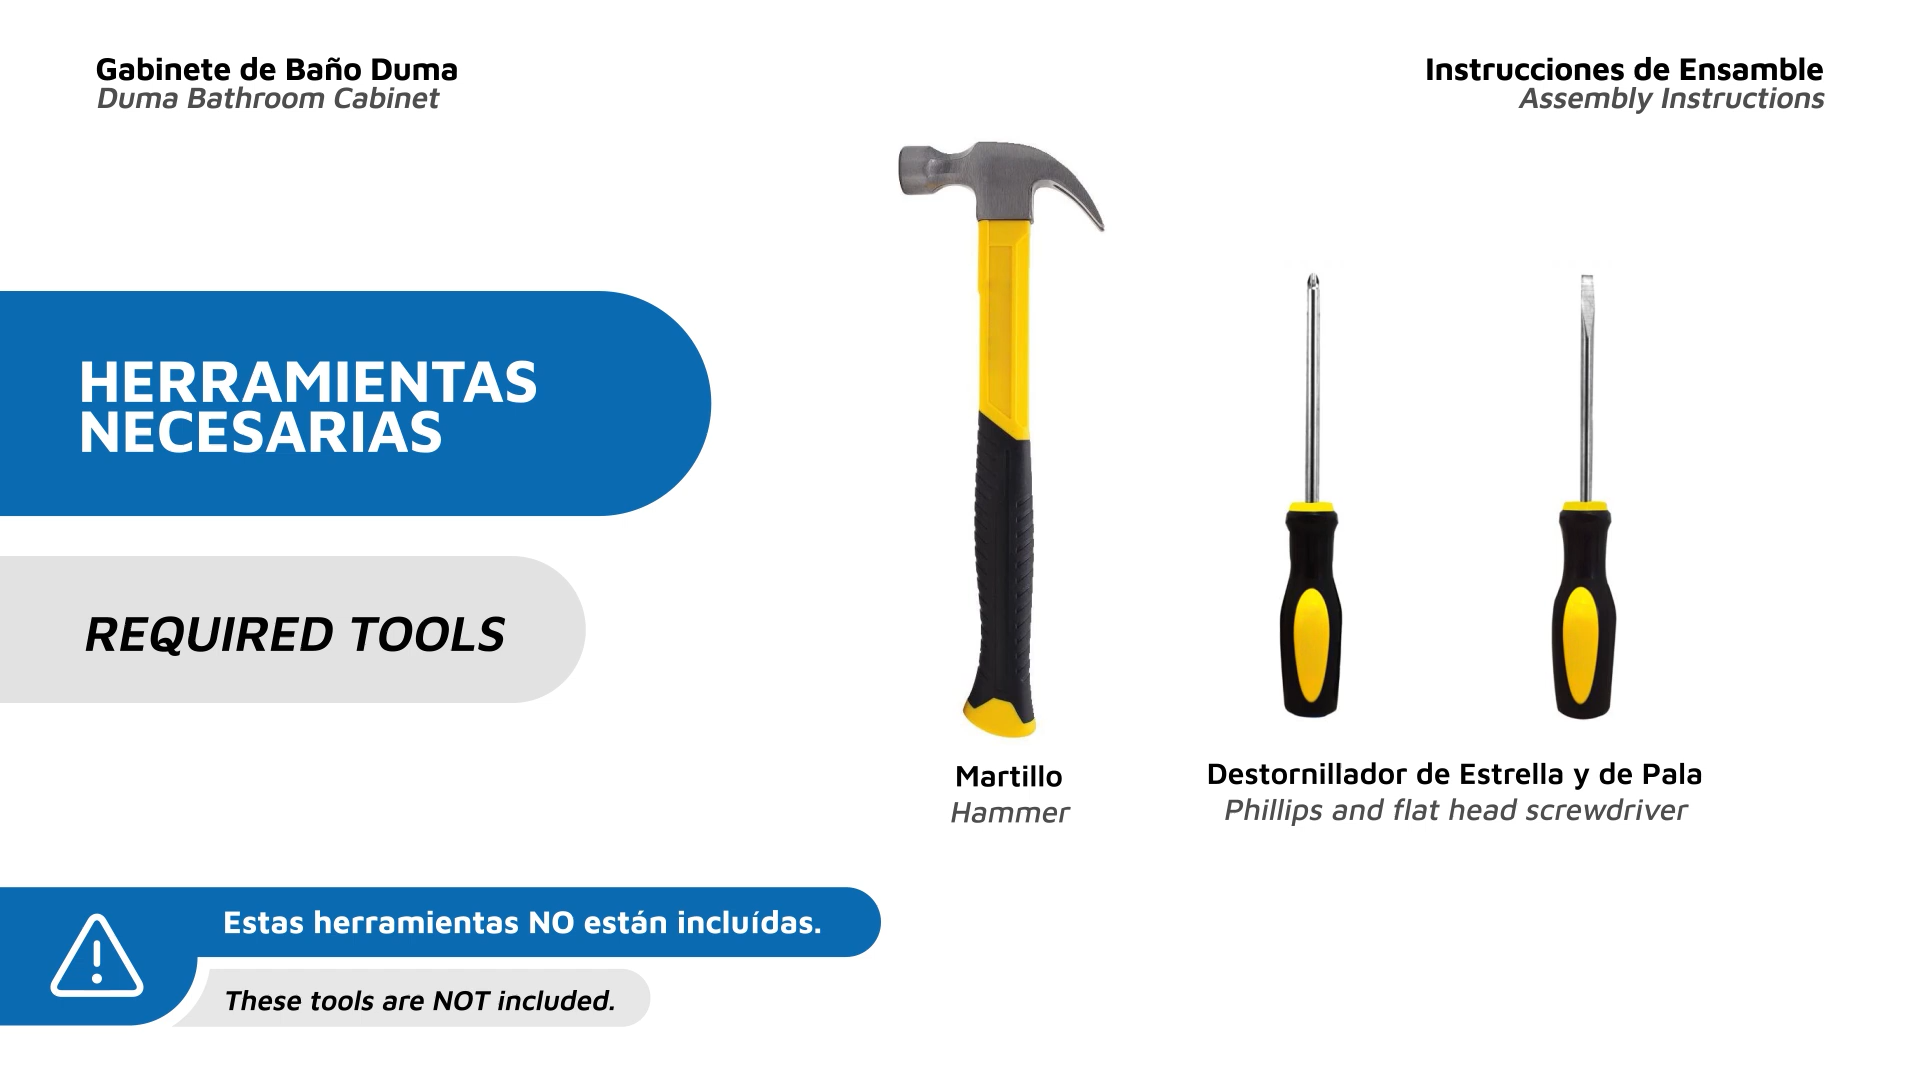 Gabinete de Baño Duma
Duma Bathroom Cabinet
Instrucciones de Ensamble
Assembly Instructions
HERRAMIENTAS
NECESARIAS
REQUIRED TOOLS
Martillo
Hammer
Destornillador de Estrella y de Pala
Phillips and flat head screwdriver
Estas herramientas NO están incluídas.
These tools are NOT included.